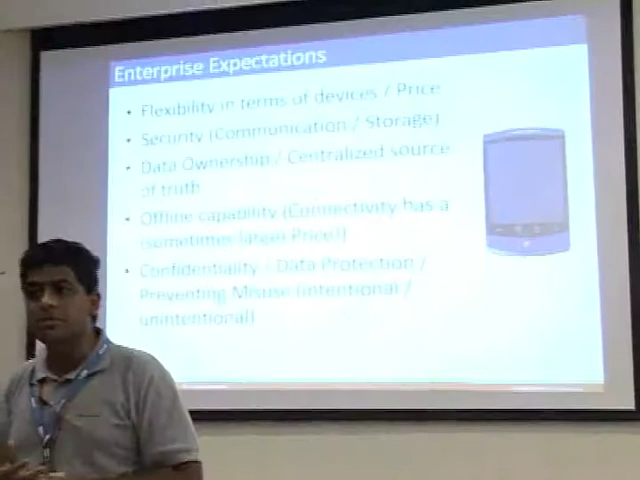 Enterprise Expectations
• Flexibility in terms of devices / Price
• Security (Communication / Storage)
• Data Ownership / Centralized source
of truth
• Offline capability (Connectivity has a
(sometimes large) Price!)
• Confidentiality / Data Protection /
Preventing Misuse (intentional /
unintentional)